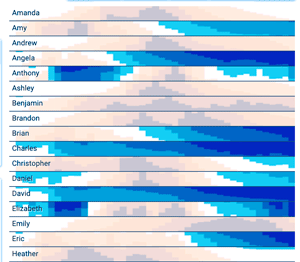 Amanda
Amy
Andrew
Angela
Anthony
Ashley
Benjamin
Brandon
Brian
Charles
Christopher
Daniel
David
Elizabeth
Emily
Eric
Heather